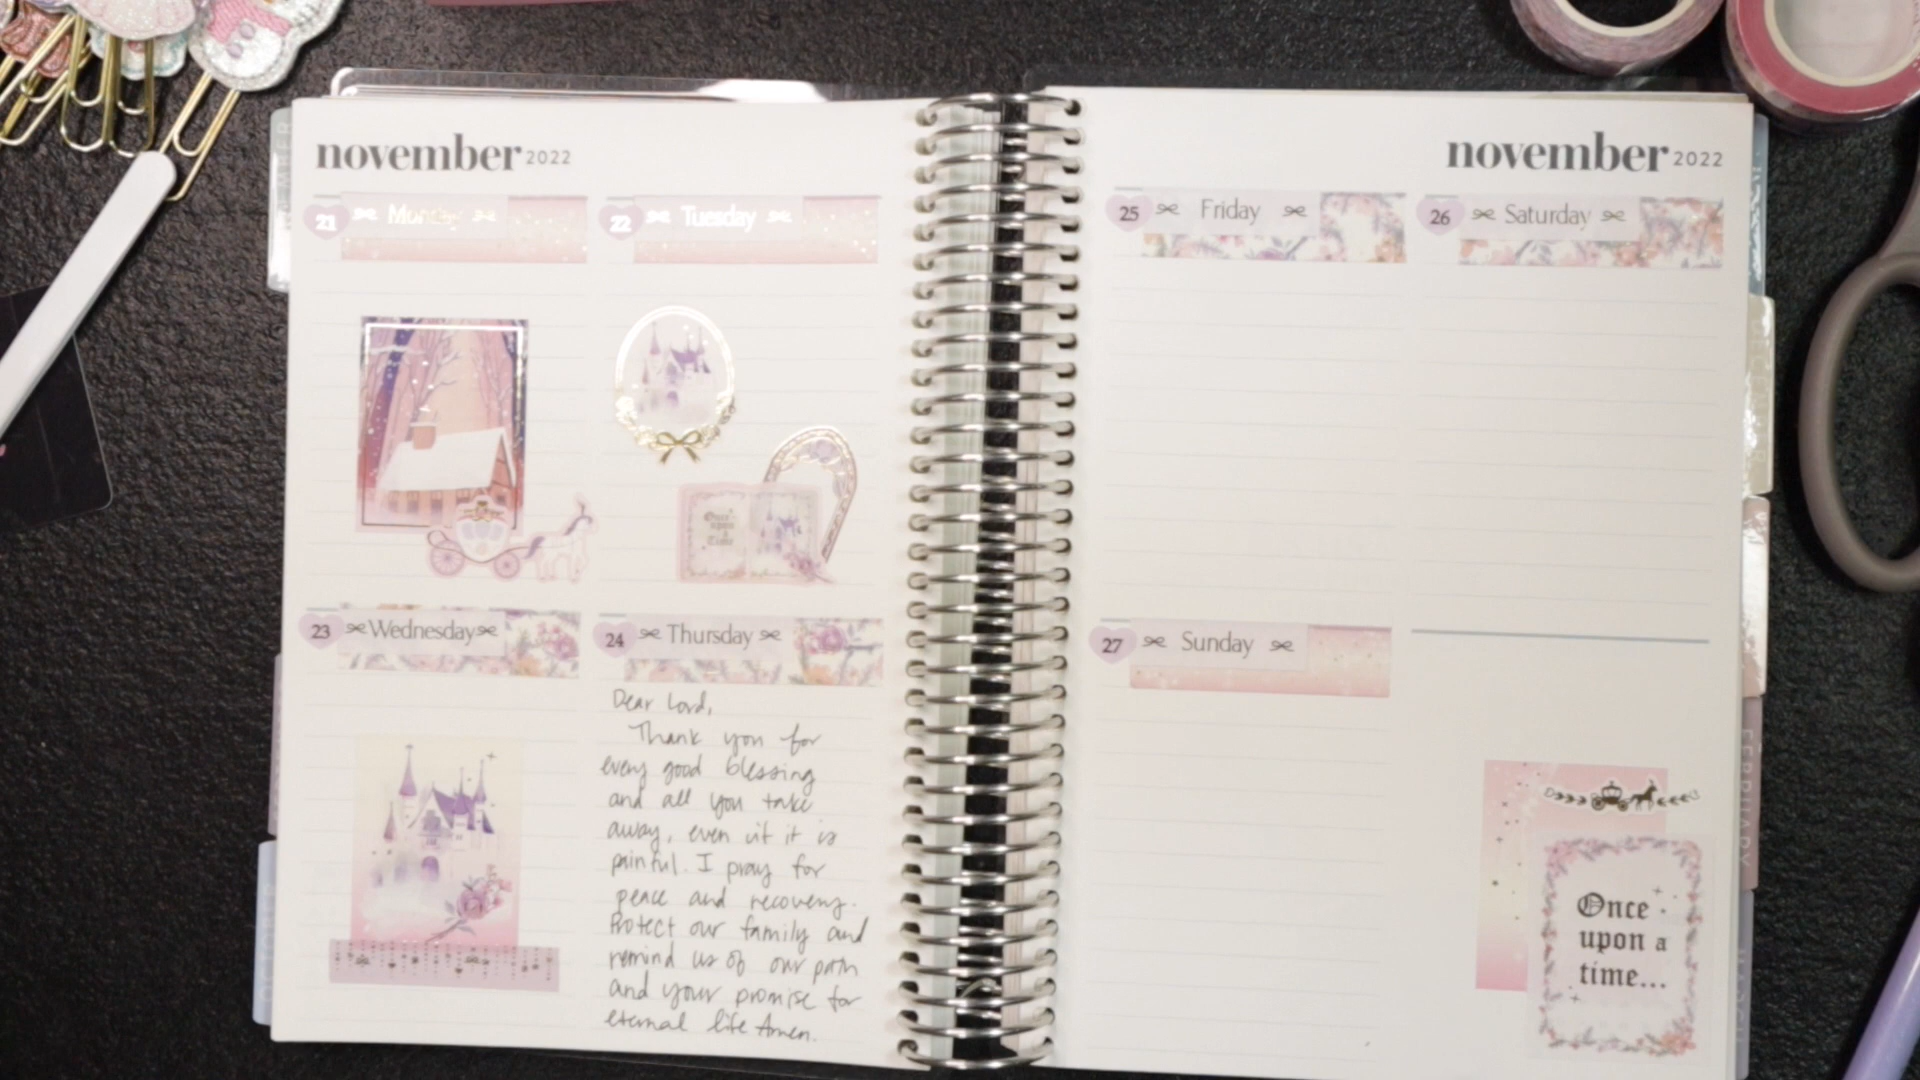 november 2022
21 Monday
22 Tuesday
Once
upon
a
Time
23 Wednesday
24 Thursday
Dear Lord,
Thank you for
every good blessing
and all you take
away, even if it is
painful. I pray for
peace and recovery.
Protect our family and
remind us of our path
and your promise for
eternal life Amen.
november 2022
25 Friday
26 Saturday
27 Sunday
Once
upon a
time...
FEBRUARY